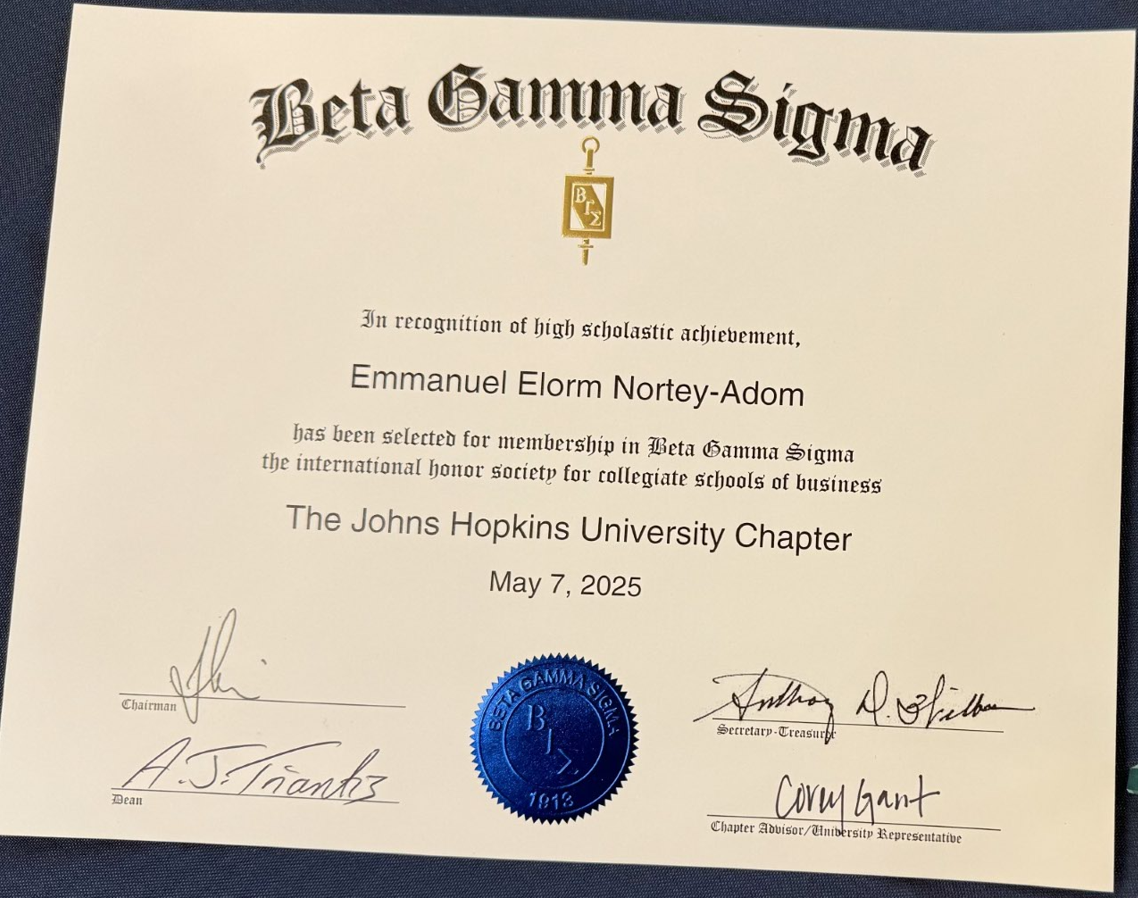 Beta Gamma Sigma
Β
Γ
Σ
In recognition of high scholastic achievement,
Emmanuel Elorm Nortey-Adom
has been selected for membership in Beta Gamma Sigma
the international honor society for collegiate schools of business
The Johns Hopkins University Chapter
May 7, 2025
Chairman
A.J. Triantis
Dean
BETA GAMMA SIGMA
Β
Γ
Σ
1913
Anthony D.
Secretary-Treasurer
Corey Gant
Chapter Advisor/University Representative